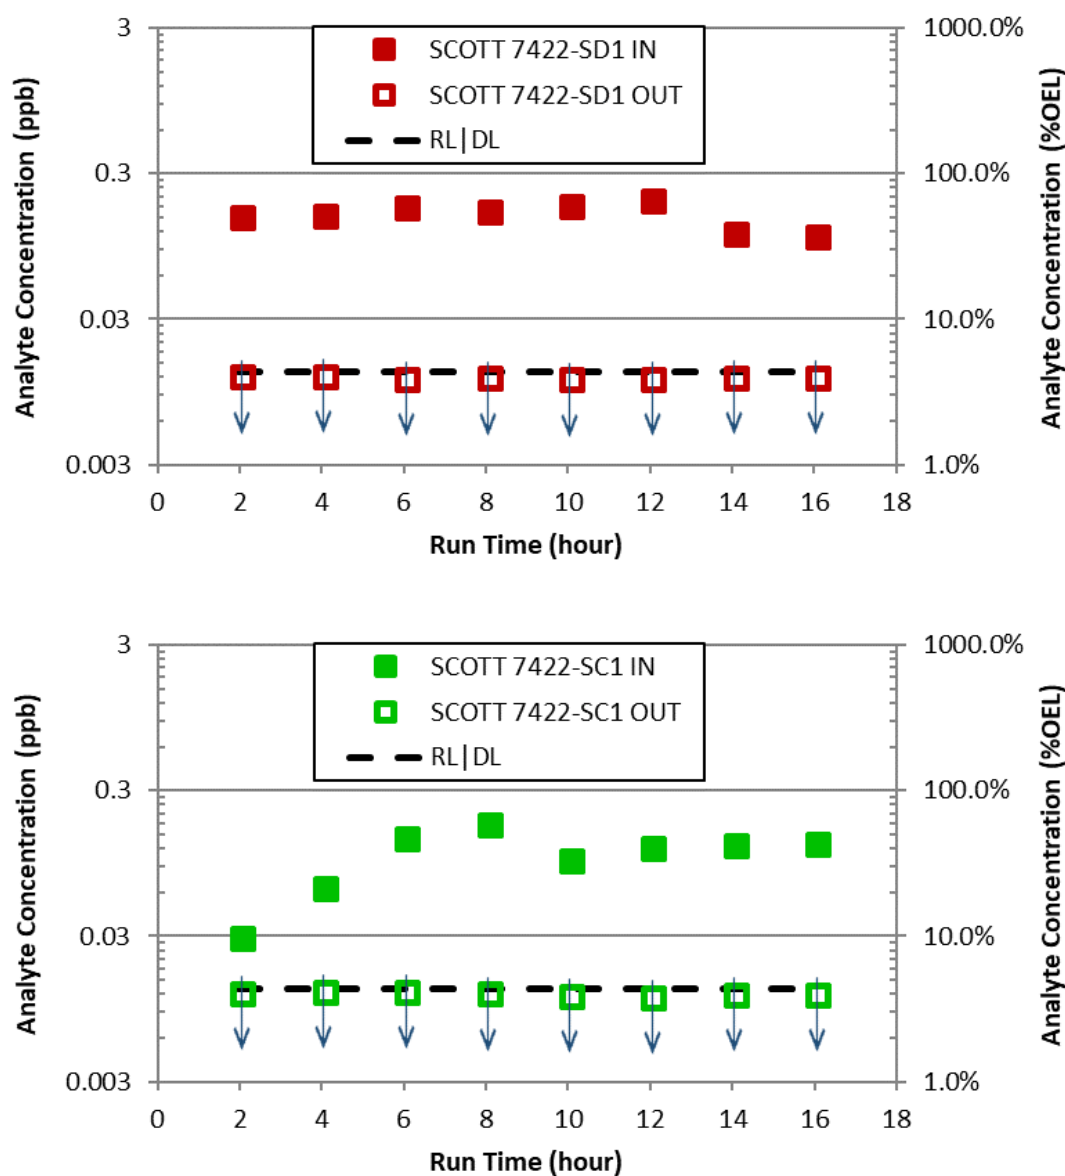 3
0.3
0.03
0.003
Analyte Concentration (ppb)
SCOTT 7422-SD1 IN
SCOTT 7422-SD1 OUT
RL|DL
1000.0%
100.0%
10.0%
1.0%
Analyte Concentration (%OEL)
0 2 4 6 8 10 12 14 16 18
Run Time (hour)
3
0.3
0.03
0.003
Analyte Concentration (ppb)
SCOTT 7422-SC1 IN
SCOTT 7422-SC1 OUT
RL|DL
1000.0%
100.0%
10.0%
1.0%
Analyte Concentration (%OEL)
0 2 4 6 8 10 12 14 16 18
Run Time (hour)